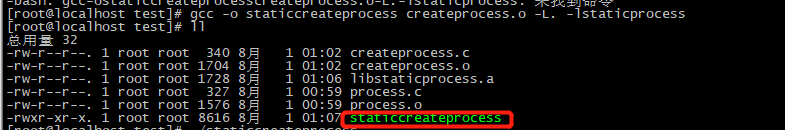 -bash: gcc-ostaticcreateprocesscreateprocess.o-L.-lstaticprocess: 未找到命令
[root@localhost test]# gcc -o staticcreateprocess createprocess.o -L. -lstaticprocess
[root@localhost test]# ll
总用量 32
-rw-r--r--. 1 root root  340 8月   1 01:02 createprocess.c
-rw-r--r--. 1 root root 1704 8月   1 01:02 createprocess.o
-rw-r--r--. 1 root root 1728 8月   1 01:06 libstaticprocess.a
-rw-r--r--. 1 root root  327 8月   1 00:59 process.c
-rw-r--r--. 1 root root 1576 8月   1 00:59 process.o
-rwxr-xr-x. 1 root root 8616 8月   1 01:07 staticcreateprocess
[root@localhost test]# ./staticcreateprocess